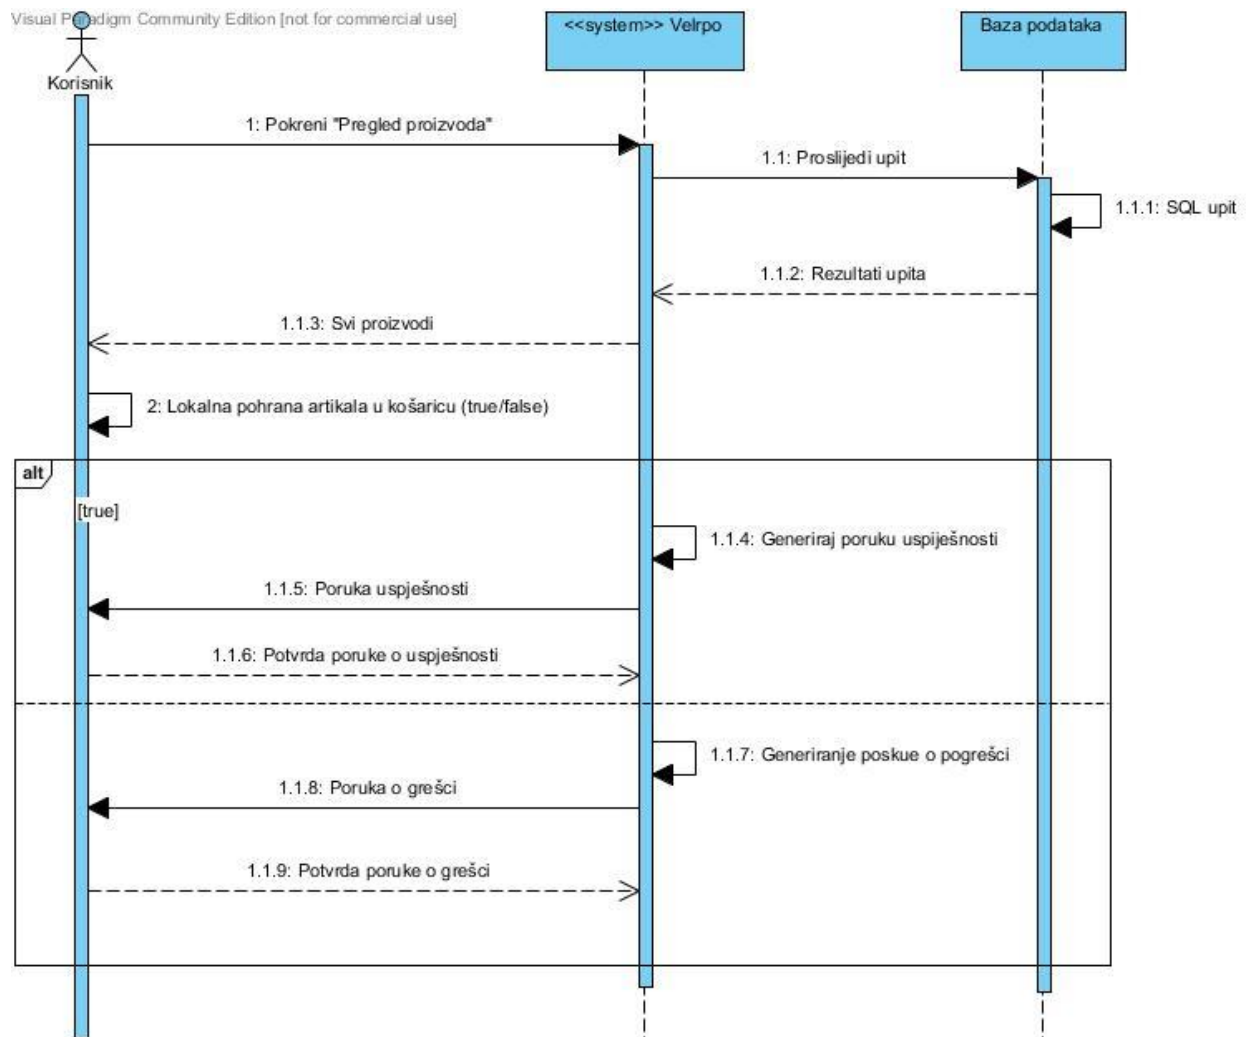 Visual Paradigm Community Edition [not for commercial use]
<<system>> Velrpo
Baza podataka
Korisnik
1: Pokreni "Pregled proizvoda"
1.1: Proslijedi upit
1.1.1: SQL upit
1.1.2: Rezultati upita
1.1.3: Svi proizvodi
2: Lokalna pohrana artikala u košaricu (true/false)
alt
[true]
1.1.4: Generiraj poruku uspiješnosti
1.1.5: Poruka uspješnosti
1.1.6: Potvrda poruke o uspješnosti
1.1.7: Generiranje poskue o pogrešci
1.1.8: Poruka o grešci
1.1.9: Potvrda poruke o grešci